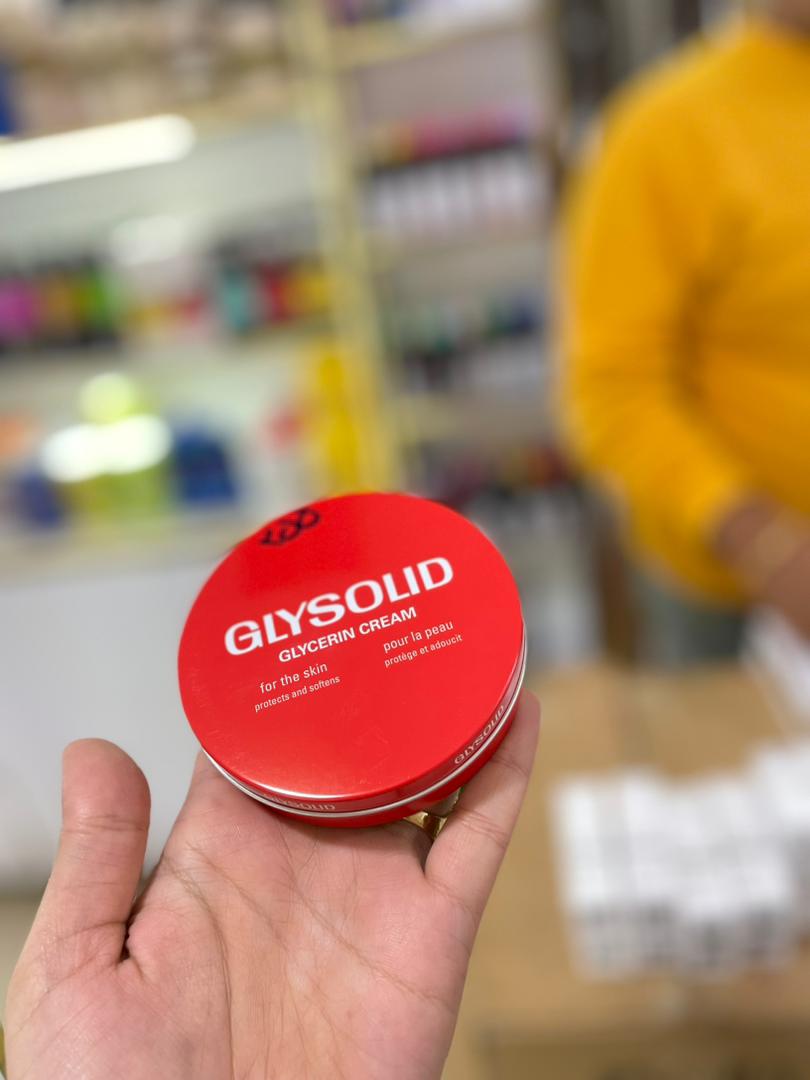 GLYSOLID
GLYCERIN CREAM
for the skin
protects and softens
pour la peau
protège et adoucit
GLYSOLID
GLYSOLID